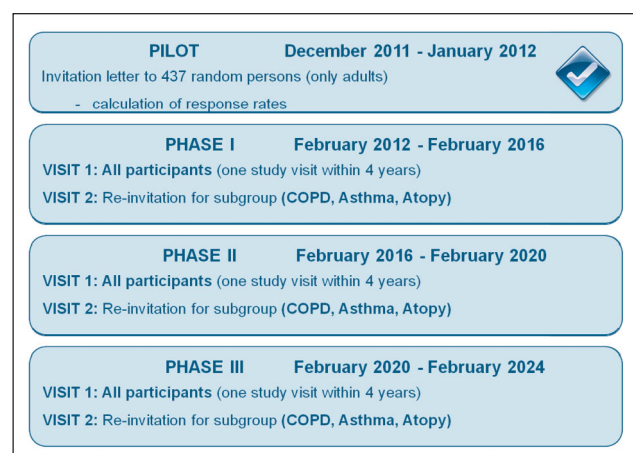 PILOT December 2011 - January 2012
Invitation letter to 437 random persons (only adults)
- calculation of response rates
PHASE I February 2012 - February 2016
VISIT 1: All participants (one study visit within 4 years)
VISIT 2: Re-invitation for subgroup (COPD, Asthma, Atopy)
PHASE II February 2016 - February 2020
VISIT 1: All participants (one study visit within 4 years)
VISIT 2: Re-invitation for subgroup (COPD, Asthma, Atopy)
PHASE III February 2020 - February 2024
VISIT 1: All participants (one study visit within 4 years)
VISIT 2: Re-invitation for subgroup (COPD, Asthma, Atopy)